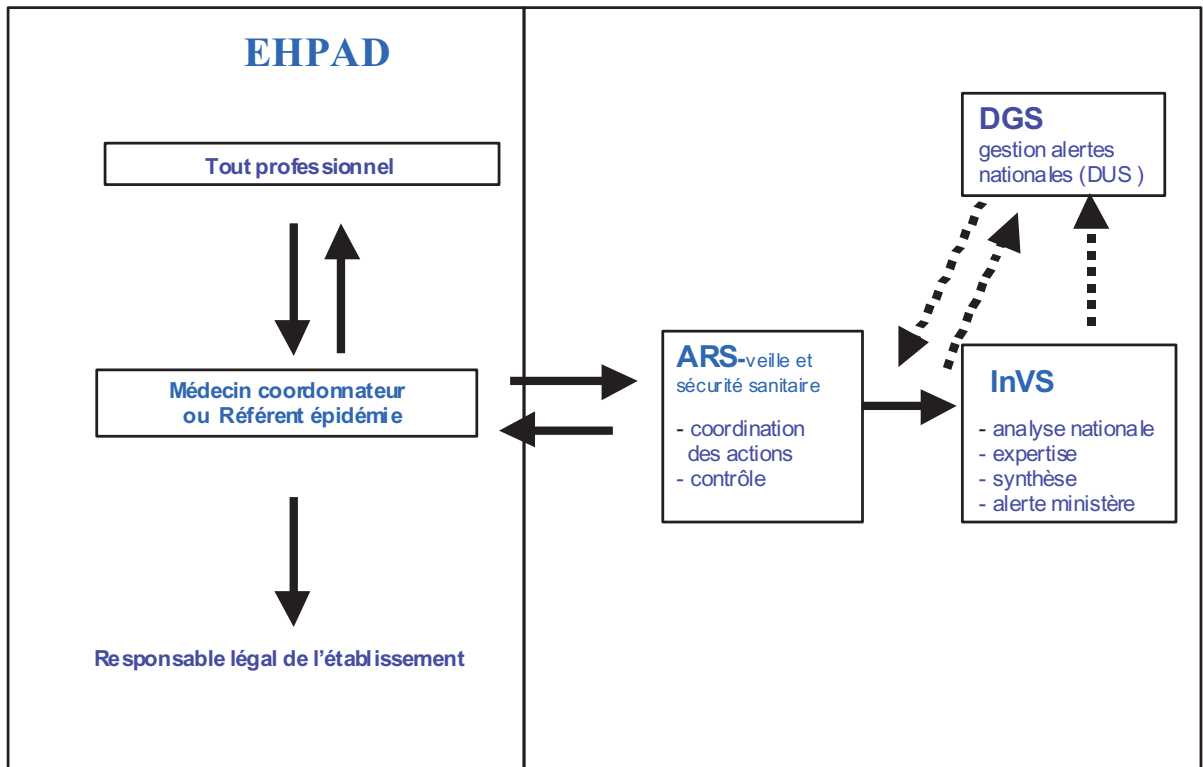 EHPAD
Tout professionnel
Médecin coordonnateur
ou Référent épidémie
Responsable légal de l'établissement
DGS
gestion alertes
nationales (DUS )
ARS-veille et
sécurité sanitaire
- coordination
des actions
- contrôle
InVS
- analyse nationale
- expertise
- synthèse
- alerte ministère